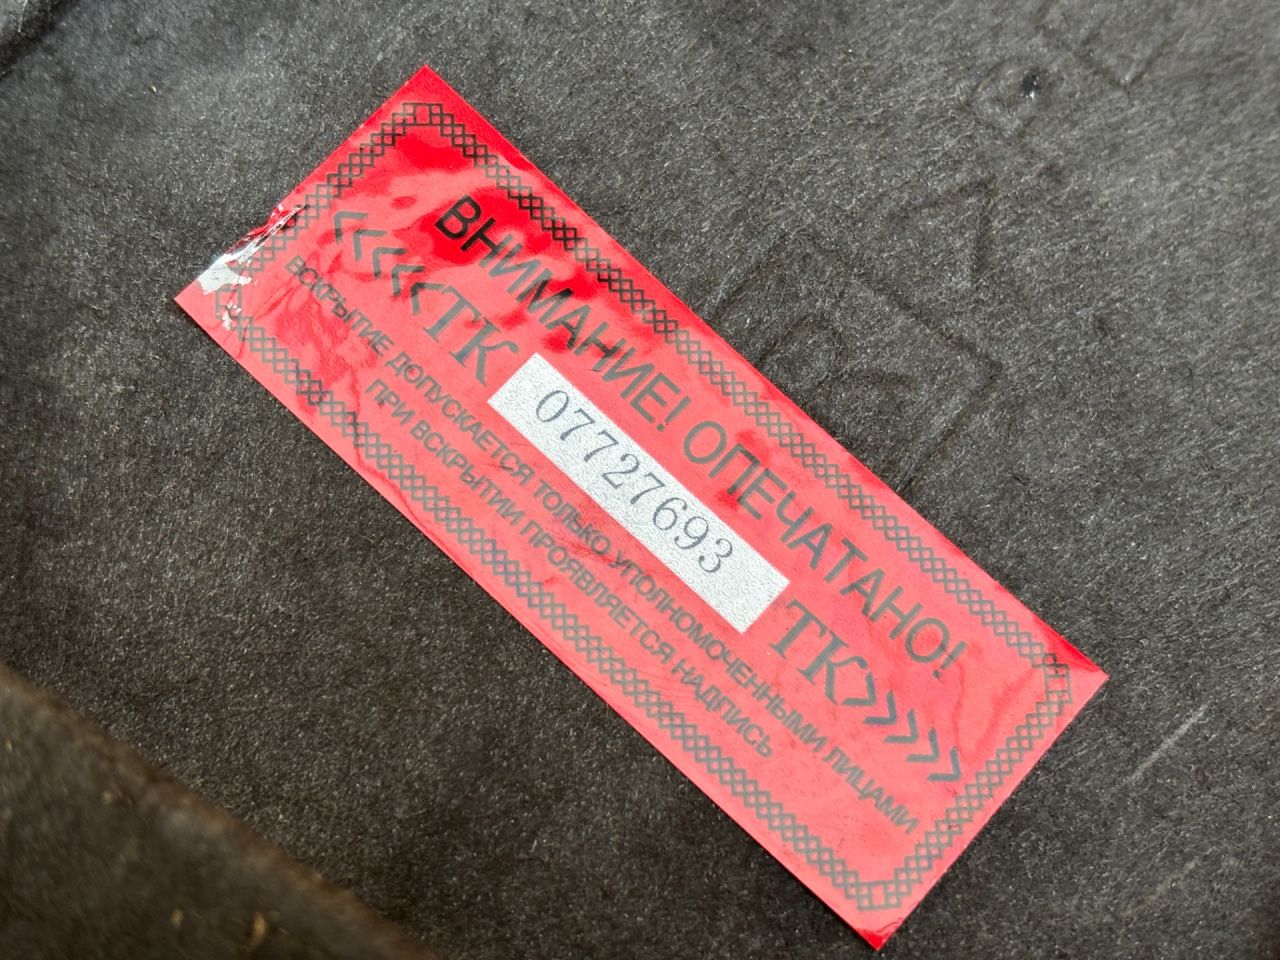 ВНИМАНИЕ! ОПЕЧАТАНО!
<<<<ТК 07727693 ТК>>>>
ВСКРЫТИЕ ДОПУСКАЕТСЯ ТОЛЬКО УПОЛНОМОЧЕННЫМИ ЛИЦАМИ
ПРИ ВСКРЫТИИ ПРОЯВЛЯЕТСЯ НАДПИСЬ